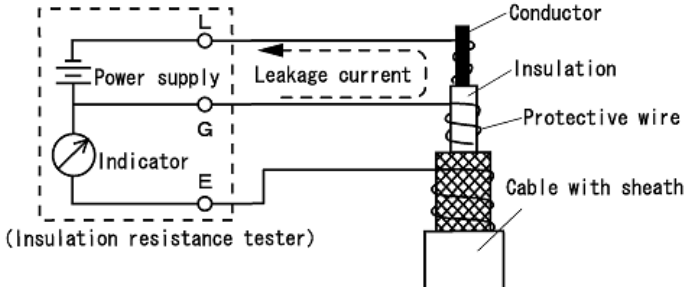 L
Conductor
Power supply
Leakage current
Insulation
G
Protective wire
Indicator
E
Cable with sheath
(Insulation resistance tester)